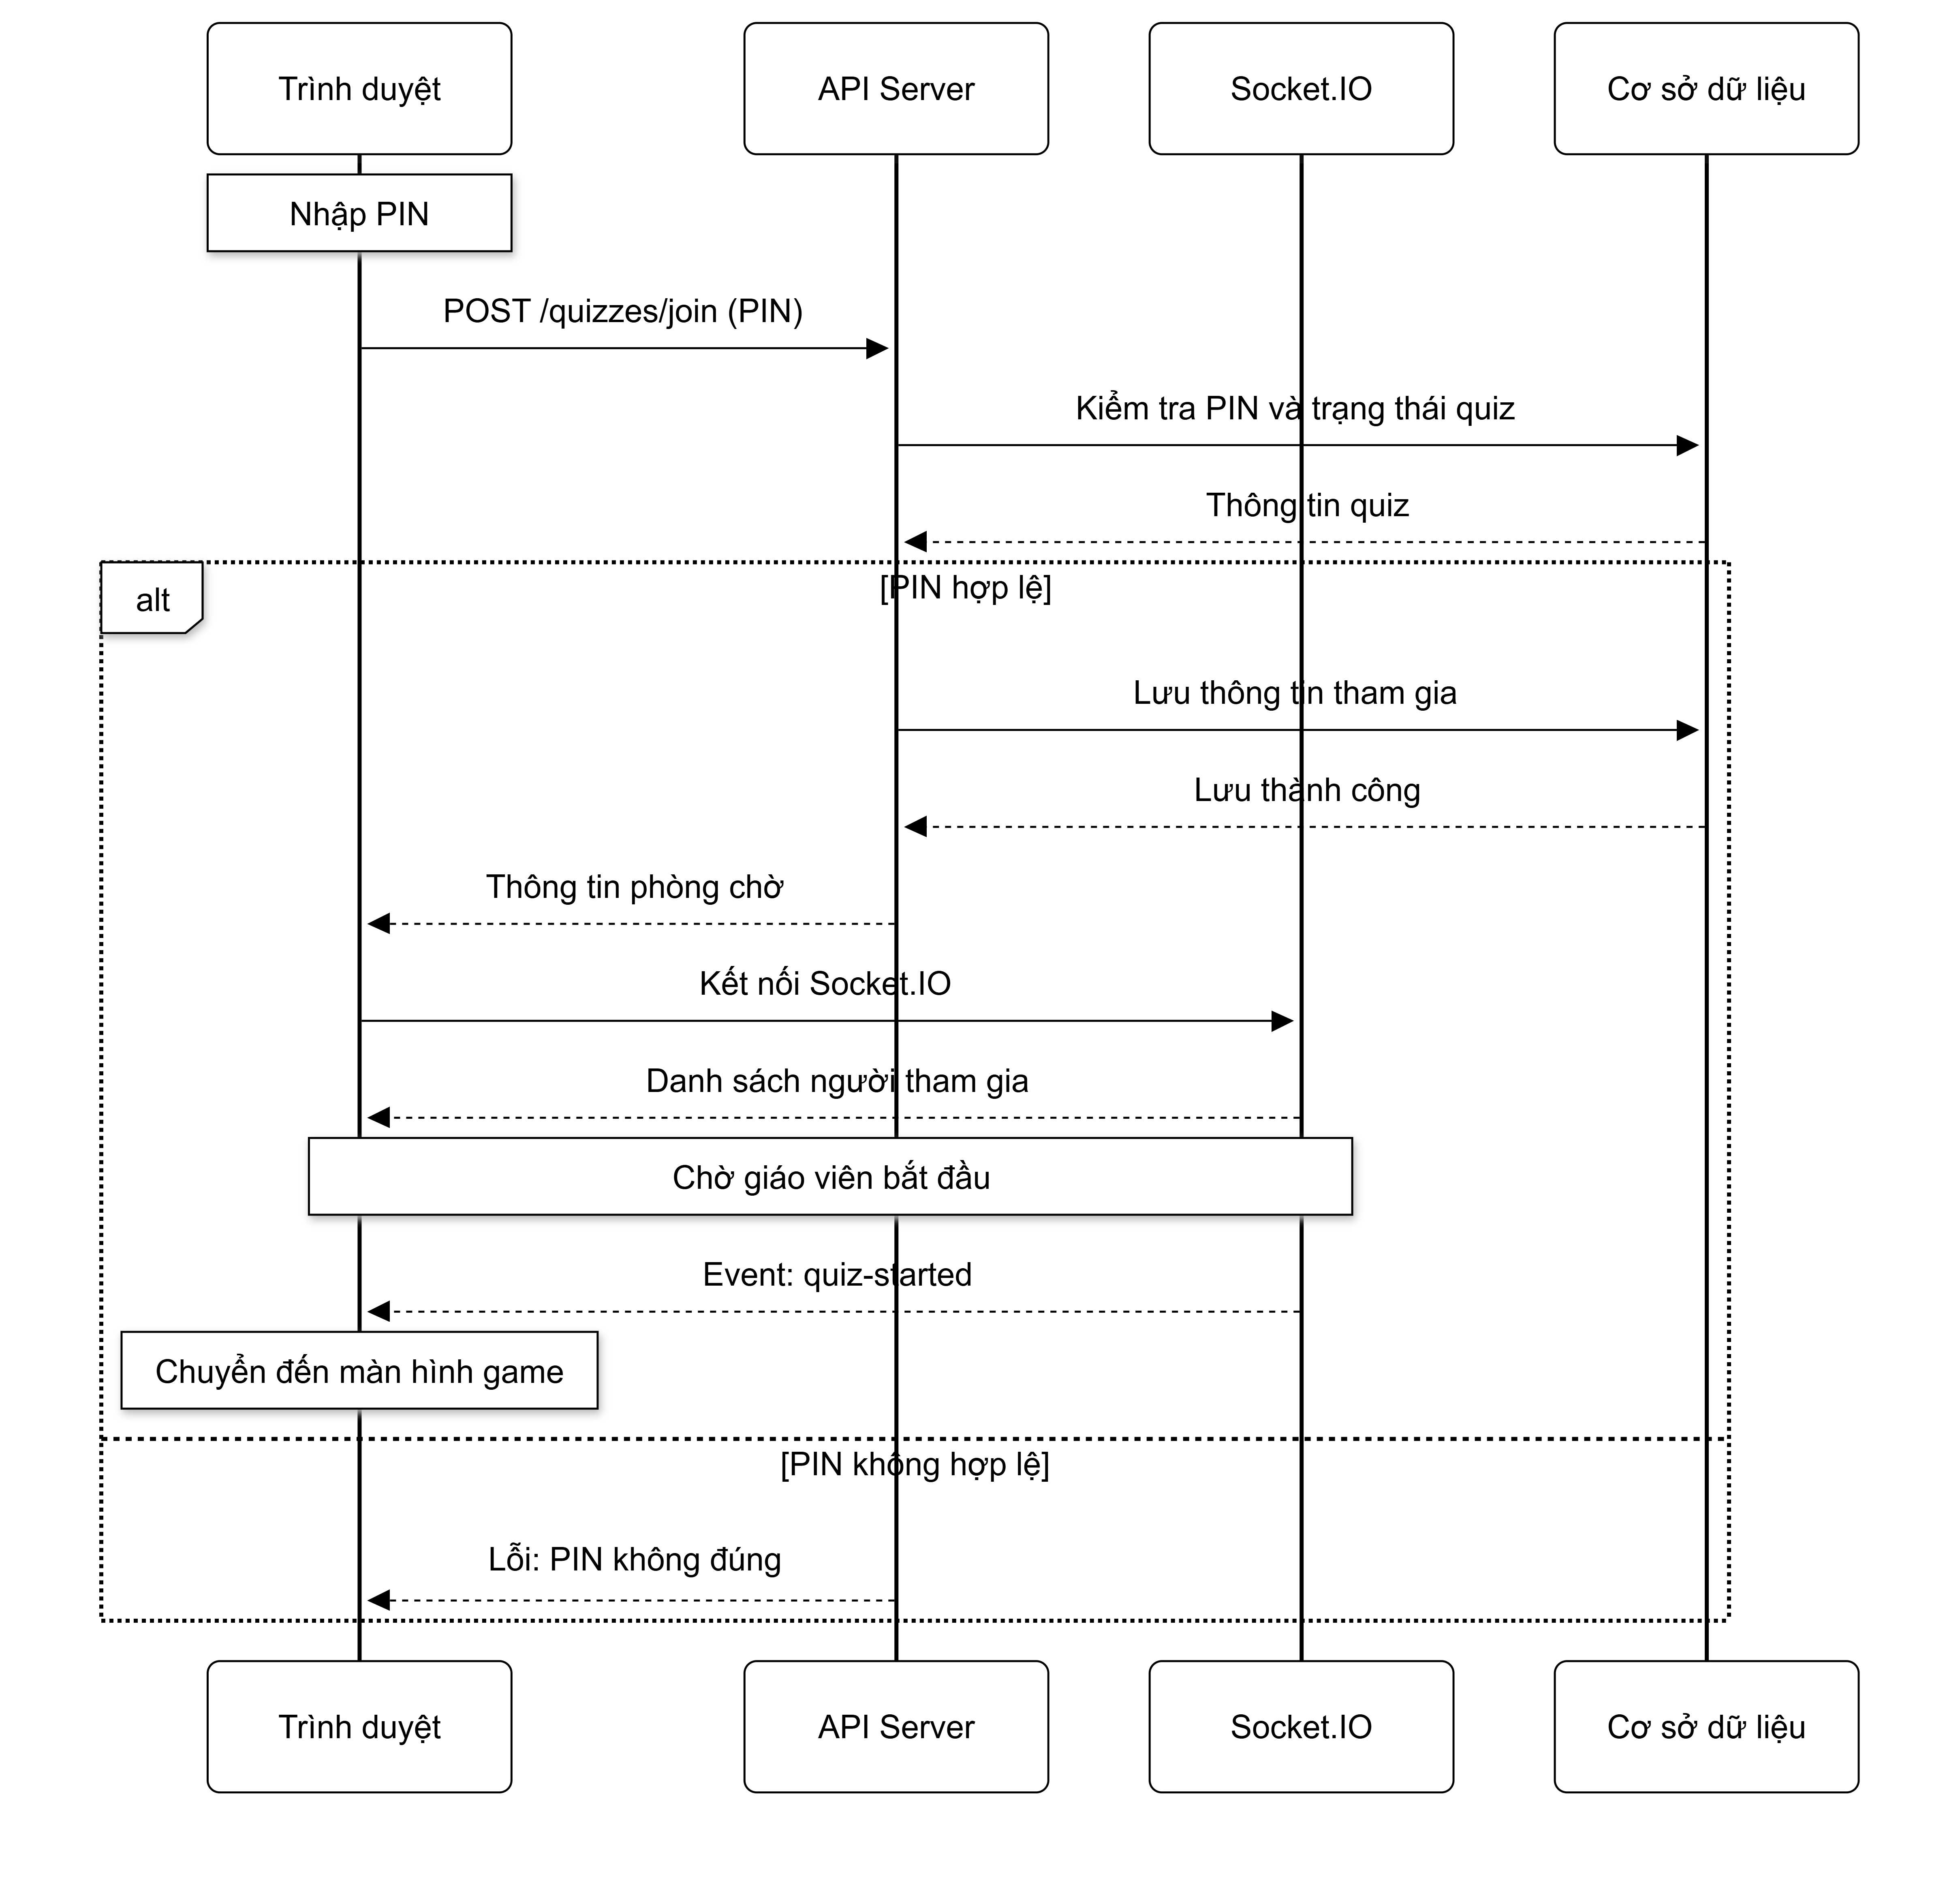 Trình duyệt
API Server
Socket.IO
Cơ sở dữ liệu
Nhập PIN
POST /quizzes/join (PIN)
Kiểm tra PIN và trạng thái quiz
Thông tin quiz
alt
[PIN hợp lệ]
Lưu thông tin tham gia
Lưu thành công
Thông tin phòng chờ
Kết nối Socket.IO
Danh sách người tham gia
Chờ giáo viên bắt đầu
Event: quiz-started
Chuyển đến màn hình game
[PIN không hợp lệ]
Lỗi: PIN không đúng
Trình duyệt
API Server
Socket.IO
Cơ sở dữ liệu